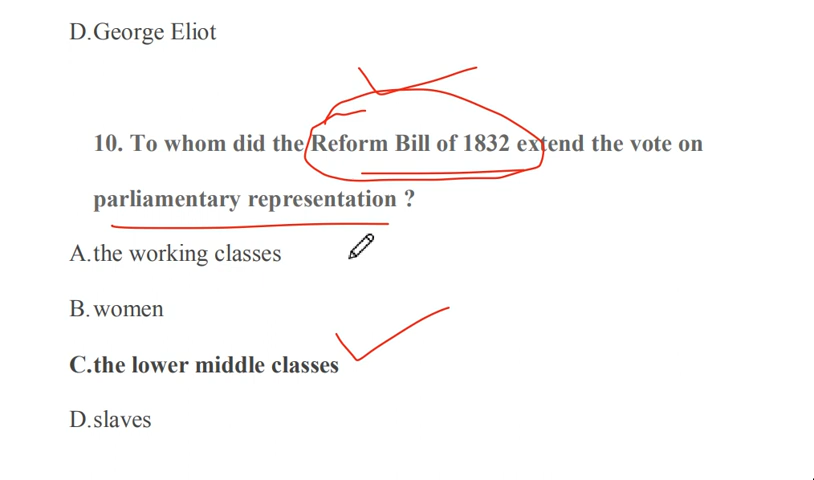 D.George Eliot
10. To whom did the Reform Bill of 1832 extend the vote on
parliamentary representation ?
A.the working classes
B.women
C.the lower middle classes
D.slaves